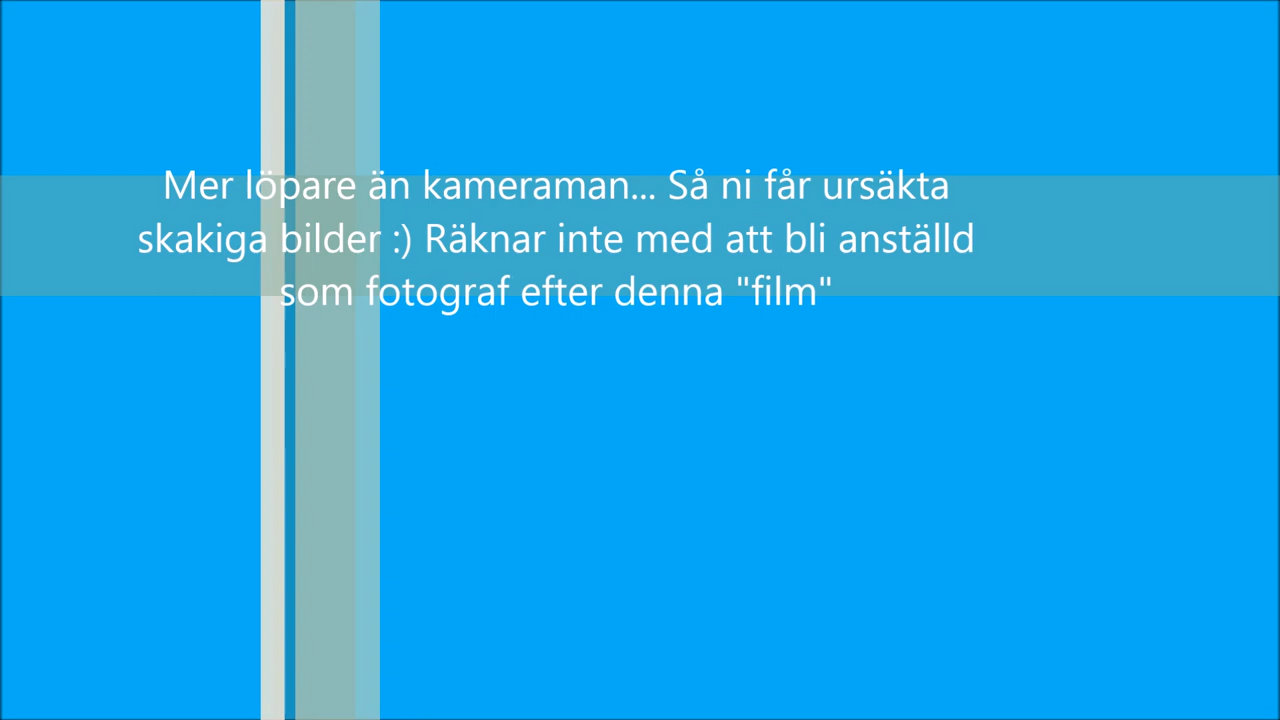 Mer löpare än kameraman... Så ni får ursäkta
skakiga bilder :) Räknar inte med att bli anställd
som fotograf efter denna "film"